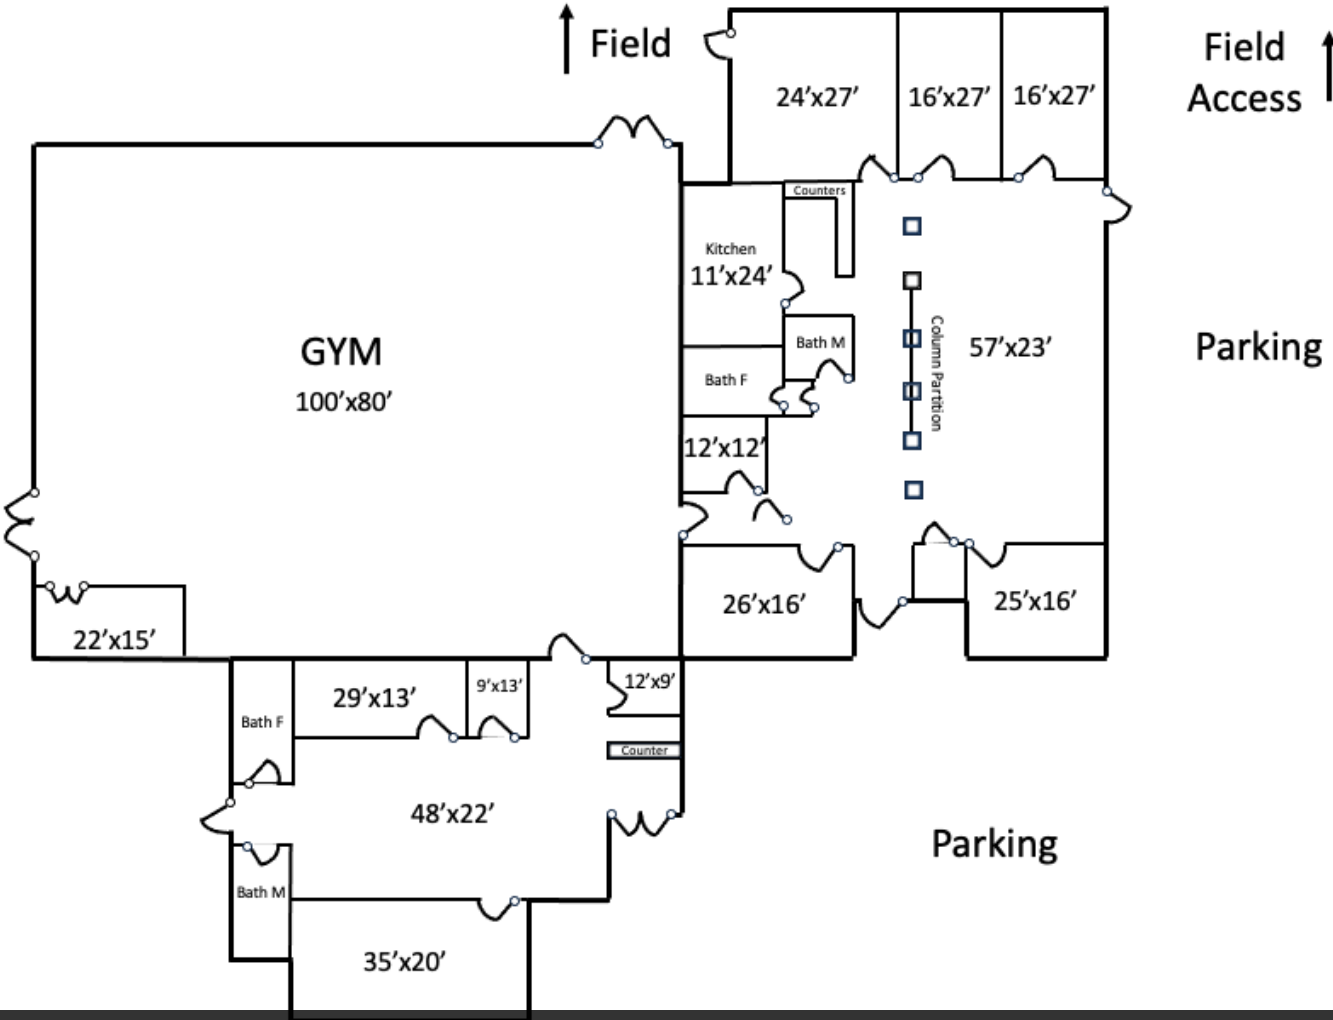 Field
Field
Access
24’x27’
16’x27’
16’x27’
Counters
Kitchen
11’x24’
GYM
100’x80’
Bath M
Column Partition
57’x23’
Parking
Bath F
12’x12’
26’x16’
25’x16’
22’x15’
29’x13’
9’x13’
12’x9’
Bath F
Counter
48’x22’
Parking
Bath M
35’x20’